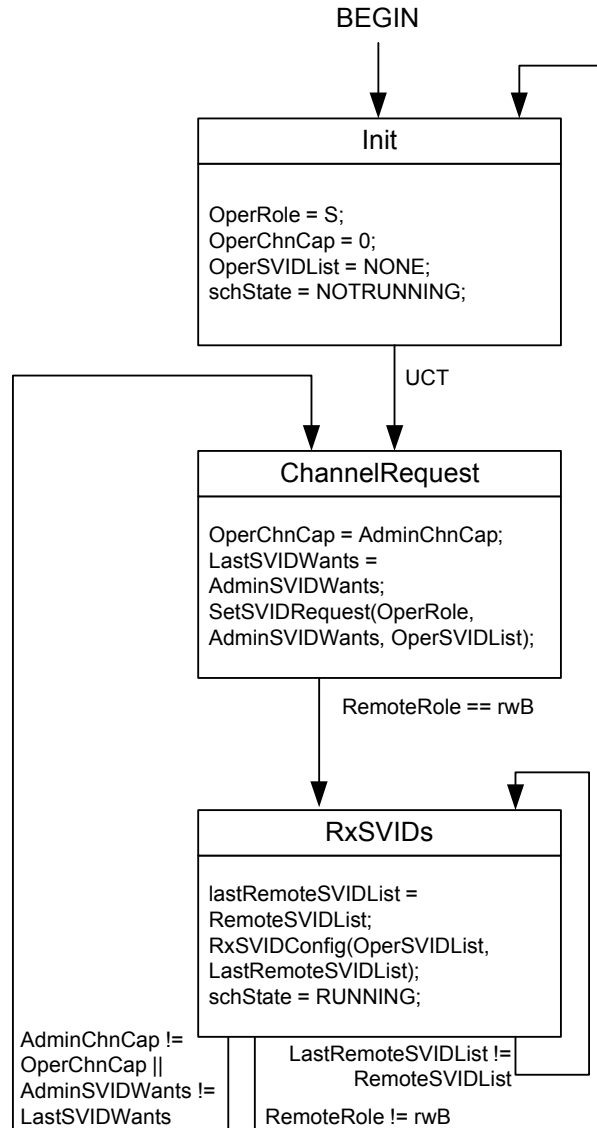 BEGIN
Init
OperRole = S;
OperChnCap = 0;
OperSVIDList = NONE;
schState = NOTRUNNING;
UCT
ChannelRequest
OperChnCap = AdminChnCap;
LastSVIDWants =
AdminSVIDWants;
SetSVIDRequest(OperRole,
AdminSVIDWants, OperSVIDList);
RemoteRole == rwB
RxSVIDs
lastRemoteSVIDList =
RemoteSVIDList;
RxSVIDConfig(OperSVIDList,
LastRemoteSVIDList);
schState = RUNNING;
AdminChnCap !=
OperChnCap ||
AdminSVIDWants !=
LastSVIDWants
LastRemoteSVIDList !=
RemoteSVIDList
RemoteRole != rwB